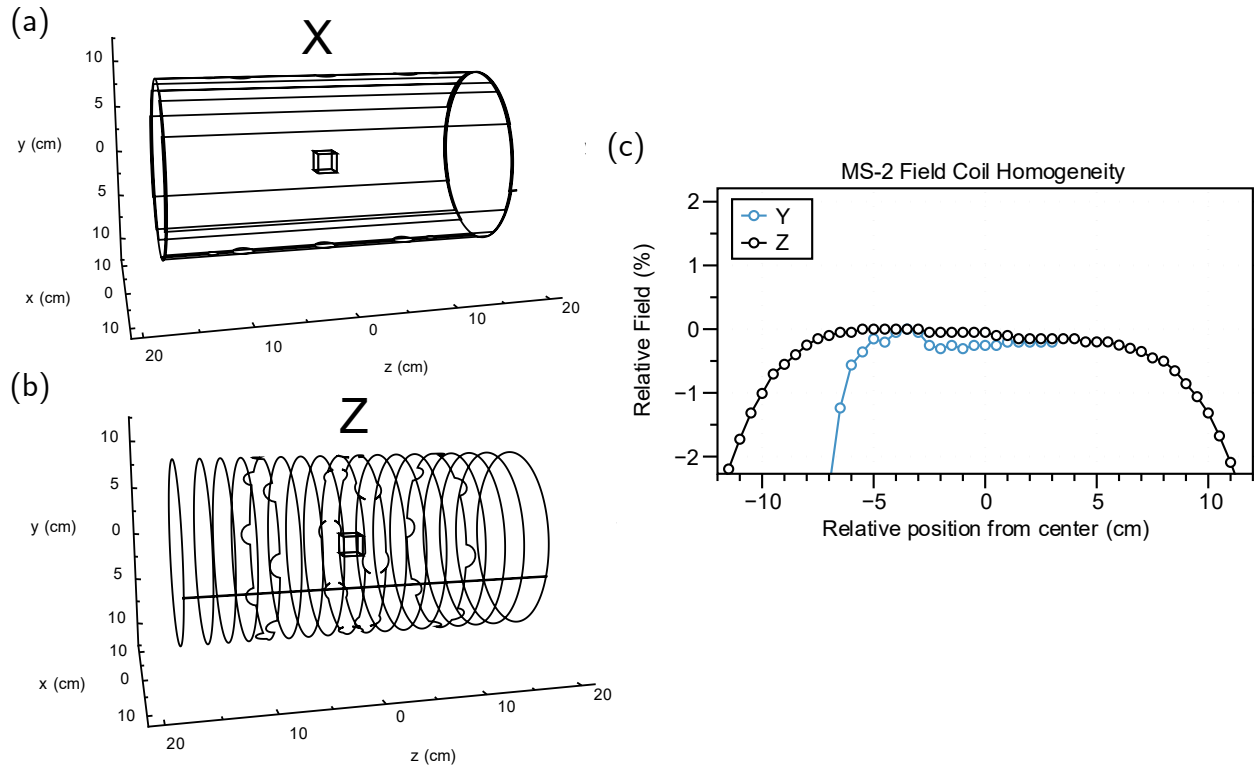 (a)
X
10
5
y (cm)
0
5
10
10
x (cm)
0
10
20
10
0
10
20
z (cm)
(b)
Z
10
5
y (cm)
0
5
10
10
x (cm)
0
10
20
10
0
10
20
z (cm)
(c)
MS-2 Field Coil Homogeneity
Y
Z
Relative Field (%)
2
1
0
−1
−2
−10
−5
0
5
10
Relative position from center (cm)